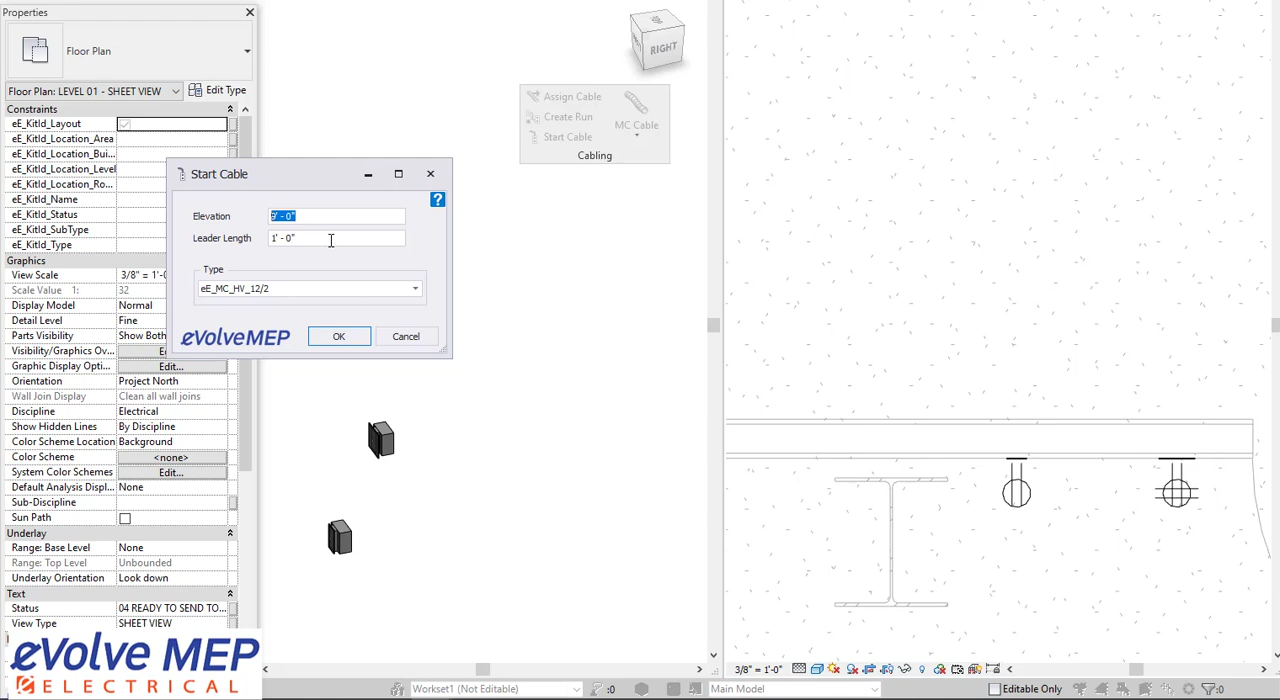 Properties
Floor Plan
Floor Plan: LEVEL 01 - SHEET VIEW
Edit Type
Constraints
eE_KitId_Layout
eE_KitId_Location_Area
eE_KitId_Location_Bui...
eE_KitId_Location_Level
eE_KitId_Location_Ro...
eE_KitId_Name
eE_KitId_Status
eE_KitId_SubType
eE_KitId_Type
Graphics
View Scale 3/8" = 1'-0
Scale Value 1: 32
Display Model Normal
Detail Level Fine
Parts Visibility Show Both
Visibility/Graphics Ov...
Graphic Display Opti... Edit...
Orientation Project North
Wall Join Display Clean all wall joins
Discipline Electrical
Show Hidden Lines By Discipline
Color Scheme Location Background
Color Scheme <none>
System Color Schemes Edit...
Default Analysis Displ... None
Sub-Discipline
Sun Path
Underlay
Range: Base Level None
Range: Top Level Unbounded
Underlay Orientation Look down
Text
Status 04 READY TO SEND TO...
View Type SHEET VIEW
eVolve MEP
ELECTRICAL
Start Cable
?
Elevation 9' - 0"
Leader Length 1' - 0"
Type
eE_MC_HV_12/2
eVolveMEP
OK
Cancel
RIGHT
Assign Cable
Create Run
Start Cable
MC Cable
Cabling
3/8" = 1'-0"
Workset1 (Not Editable)
:0
Main Model
Editable Only
:0